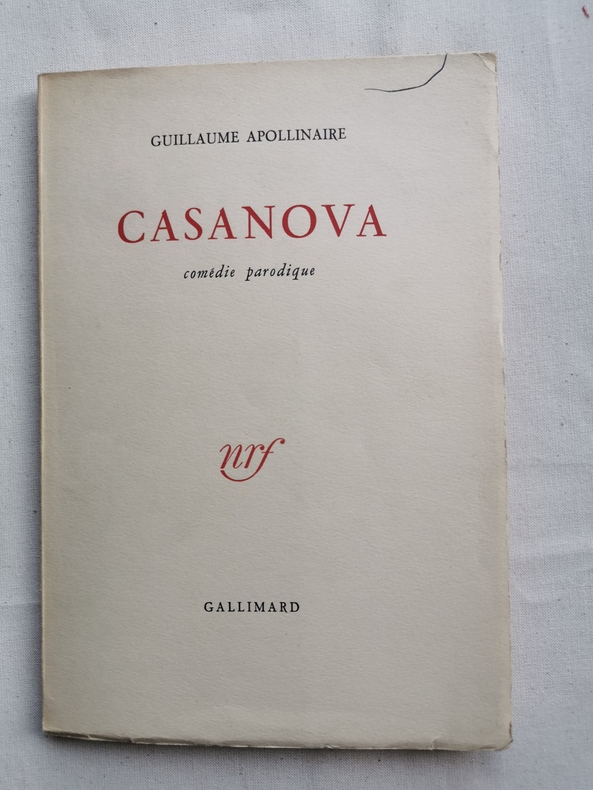 GUILLAUME APOLLINAIRE
CASANOVA
comédie parodique
nrf
GALLIMARD